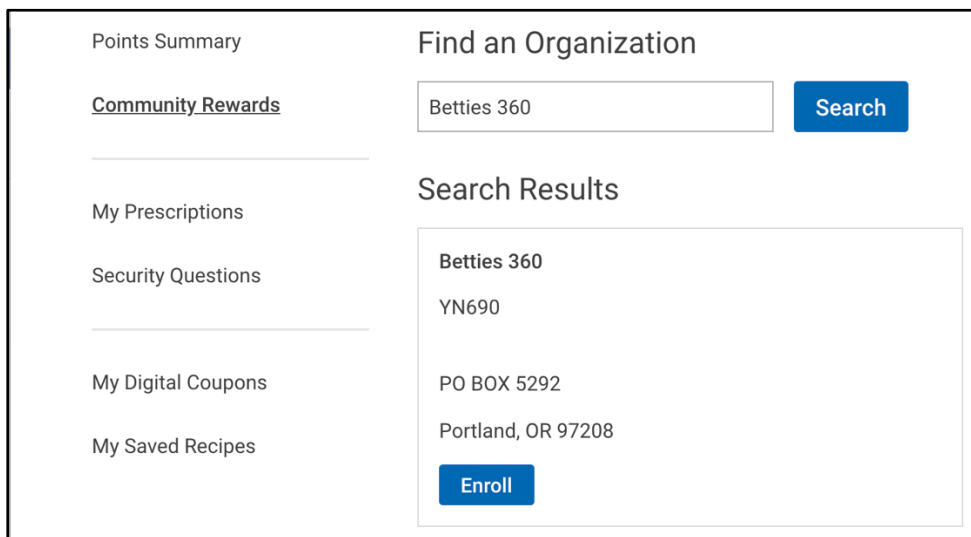 Points Summary
Community Rewards
My Prescriptions
Security Questions
My Digital Coupons
My Saved Recipes
Find an Organization
Betties 360
Search
Search Results
Betties 360
YN690
PO BOX 5292
Portland, OR 97208
Enroll